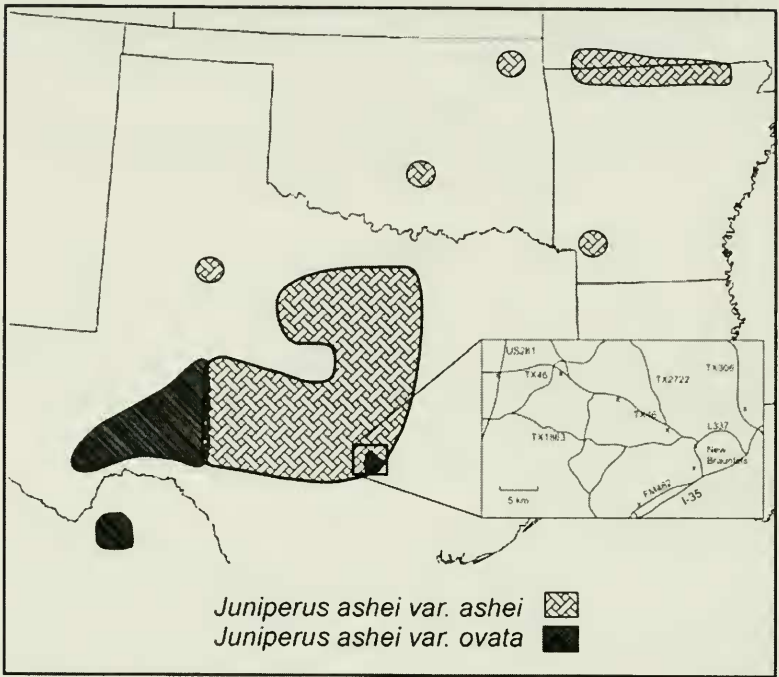 US281
TX46
TX2722
TX306
TX46
TX1863
L337
New
Braunfels
FM482
I-35
5 km
Juniperus ashei var. ashei
Juniperus ashei var. ovata